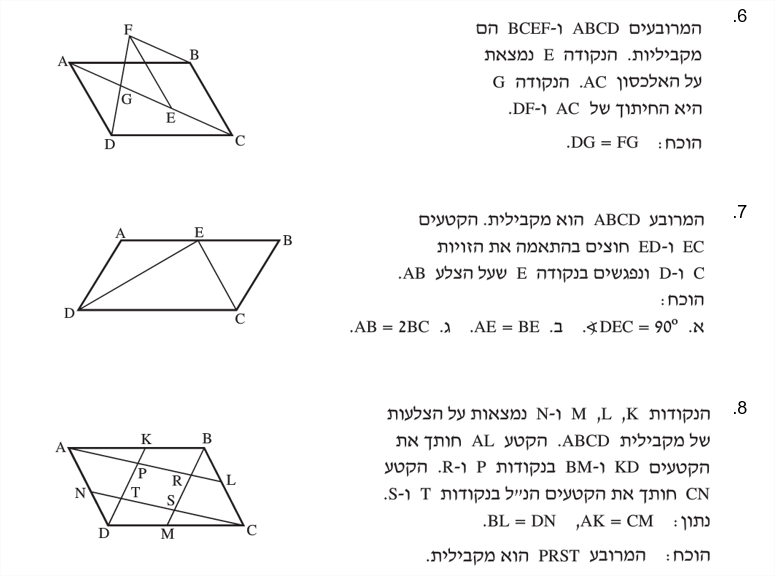 6.
המרובעים ABCD ו-BCEF הם
מקביליות. הנקודה E נמצאת
על האלכסון AC. הנקודה G
היא החיתוך של AC ו-DF.
הוכח: DG = FG.
F
A
B
G
E
D
C
7.
המרובע ABCD הוא מקבילית. הקטעים
EC ו-ED חוצים בהתאמה את הזויות
C ו-D ונפגשים בנקודה E שעל הצלע AB.
הוכח:
א. ∢DEC = 90° ב. AE = BE. ג. AB = 2BC.
A
E
B
D
C
8.
הנקודות K, L, M ו-N נמצאות על הצלעות
של מקבילית ABCD. הקטע AL חותך את
הקטעים KD ו-BM בנקודות P ו-R. הקטע
CN חותך את הקטעים הנ״ל בנקודות T ו-S.
נתון: AK = CM, BL = DN.
הוכח: המרובע PRST הוא מקבילית.
A
K
B
P
R
L
N
T
S
D
M
C